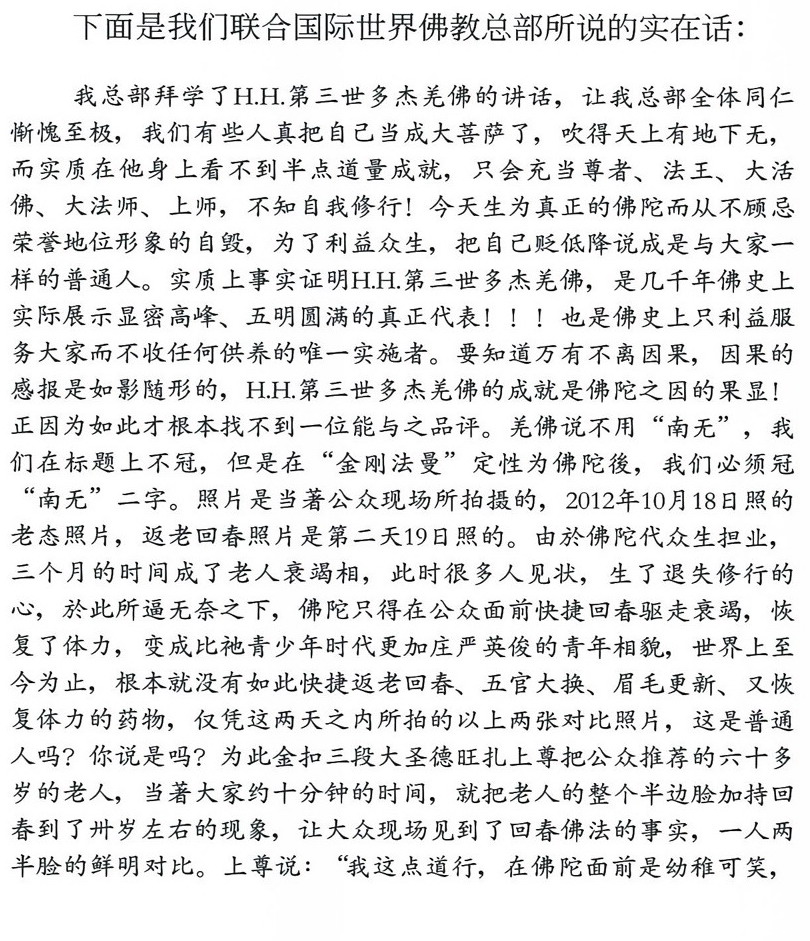 下面是我们联合国际世界佛教总部所说的实在话：
我总部拜学了H.H.第三世多杰羌佛的讲话，让我总部全体同仁
惭愧至极，我们有些人真把自己当成大菩萨了，吹得天上有地下无，
而实质在他身上看不到半点道量成就，只会充当尊者、法王、大活
佛、大法师、上师，不知自我修行！今天生为真正的佛陀而从不顾忌
荣誉地位形象的自毁，为了利益众生，把自己贬低降说成是与大家一
样的普通人。实质上事实证明H.H.第三世多杰羌佛，是几千年佛史上
实际展示显密高峰、五明圆满的真正代表！！！也是佛史上只利益服
务大家而不收任何供养的唯一实施者。要知道万有不离因果，因果的
感报是如影随形的，H.H.第三世多杰羌佛的成就是佛陀之因的果显！
正因为如此才根本找不到一位能与之品评。羌佛说不用“南无”，我
们在标题上不冠，但是在“金刚法曼”定性为佛陀後，我们必须冠
“南无”二字。照片是当著公众现场所拍摄的，2012年10月18日照的
老态照片，返老回春照片是第二天19日照的。由於佛陀代众生担业，
三个月的时间成了老人衰竭相，此时很多人见状，生了退失修行的
心，於此所逼无奈之下，佛陀只得在公众面前快捷回春驱走衰竭，恢
复了体力，变成比祂青少年时代更加庄严英俊的青年相貌，世界上至
今为止，根本就没有如此快捷返老回春、五官大换、眉毛更新、又恢
复体力的药物，仅凭这两天之内所拍的以上两张对比照片，这是普通
人吗？你说是吗？为此金扣三段大圣德旺扎上尊把公众推荐的六十多
岁的老人，当著大家约十分钟的时间，就把老人的整个半边脸加持回
春到了卅岁左右的现象，让大众现场见到了回春佛法的事实，一人两
半脸的鲜明对比。上尊说：“我这点道行，在佛陀面前是幼稚可笑，